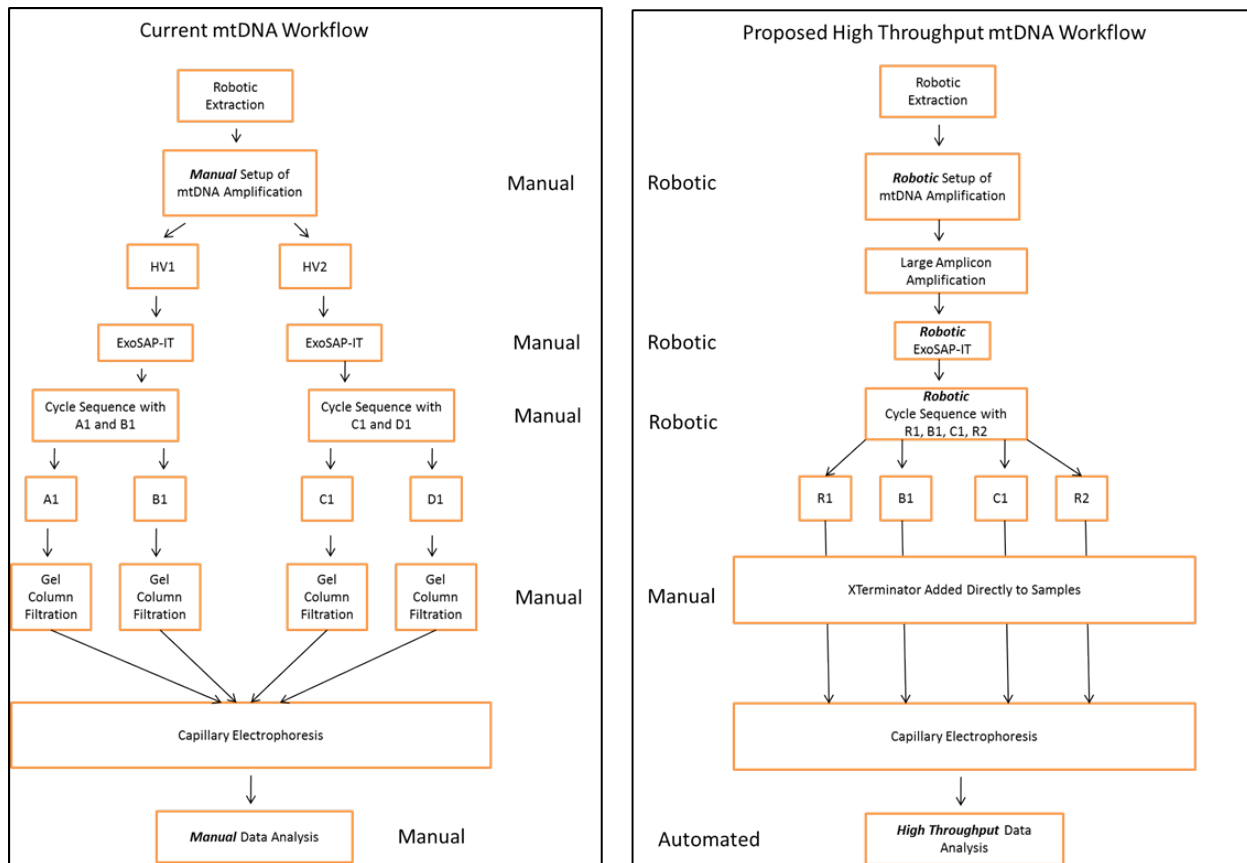 Current mtDNA Workflow
Robotic
Extraction
Manual Setup of
mtDNA Amplification
Manual
HV1
HV2
ExoSAP-IT
ExoSAP-IT
Manual
Cycle Sequence with
A1 and B1
Cycle Sequence with
C1 and D1
Manual
A1
B1
C1
D1
Gel
Column
Filtration
Gel
Column
Filtration
Gel
Column
Filtration
Gel
Column
Filtration
Manual
Capillary Electrophoresis
Manual Data Analysis
Manual
Proposed High Throughput mtDNA Workflow
Robotic
Extraction
Robotic
Robotic Setup of
mtDNA Amplification
Large Amplicon
Amplification
Robotic
Robotic
ExoSAP-IT
Robotic
Robotic
Cycle Sequence with
R1, B1, C1, R2
R1
B1
C1
R2
Manual
XTerminator Added Directly to Samples
Capillary Electrophoresis
Automated
High Throughput Data
Analysis